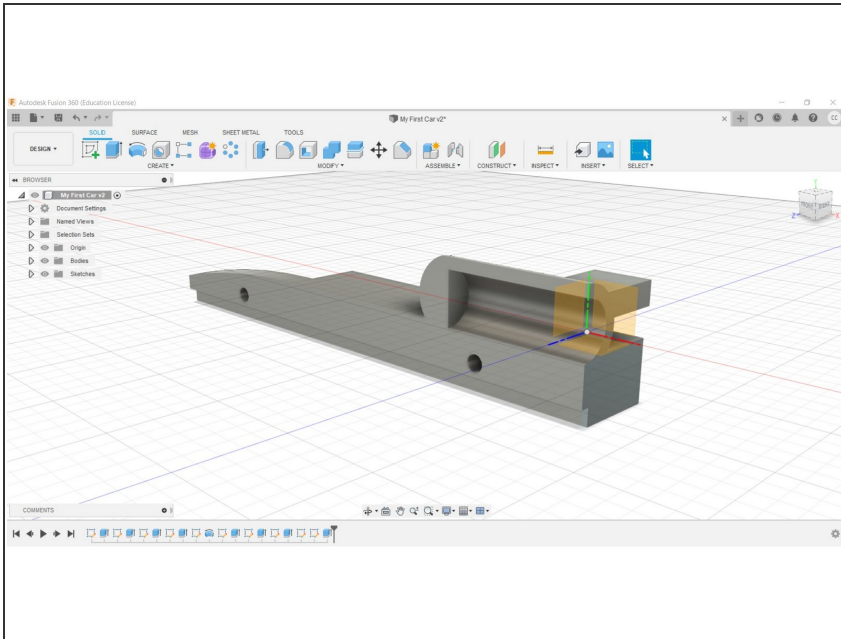 Autodesk Fusion 360 (Education License)
My First Car v2*
CC
SOLID SURFACE MESH SHEET METAL TOOLS
DESIGN
CREATE MODIFY ASSEMBLE CONSTRUCT INSPECT INSERT SELECT
BROWSER
My First Car v2
Document Settings
Named Views
Selection Sets
Origin
Bodies
Sketches
Y
Z
X
COMMENTS